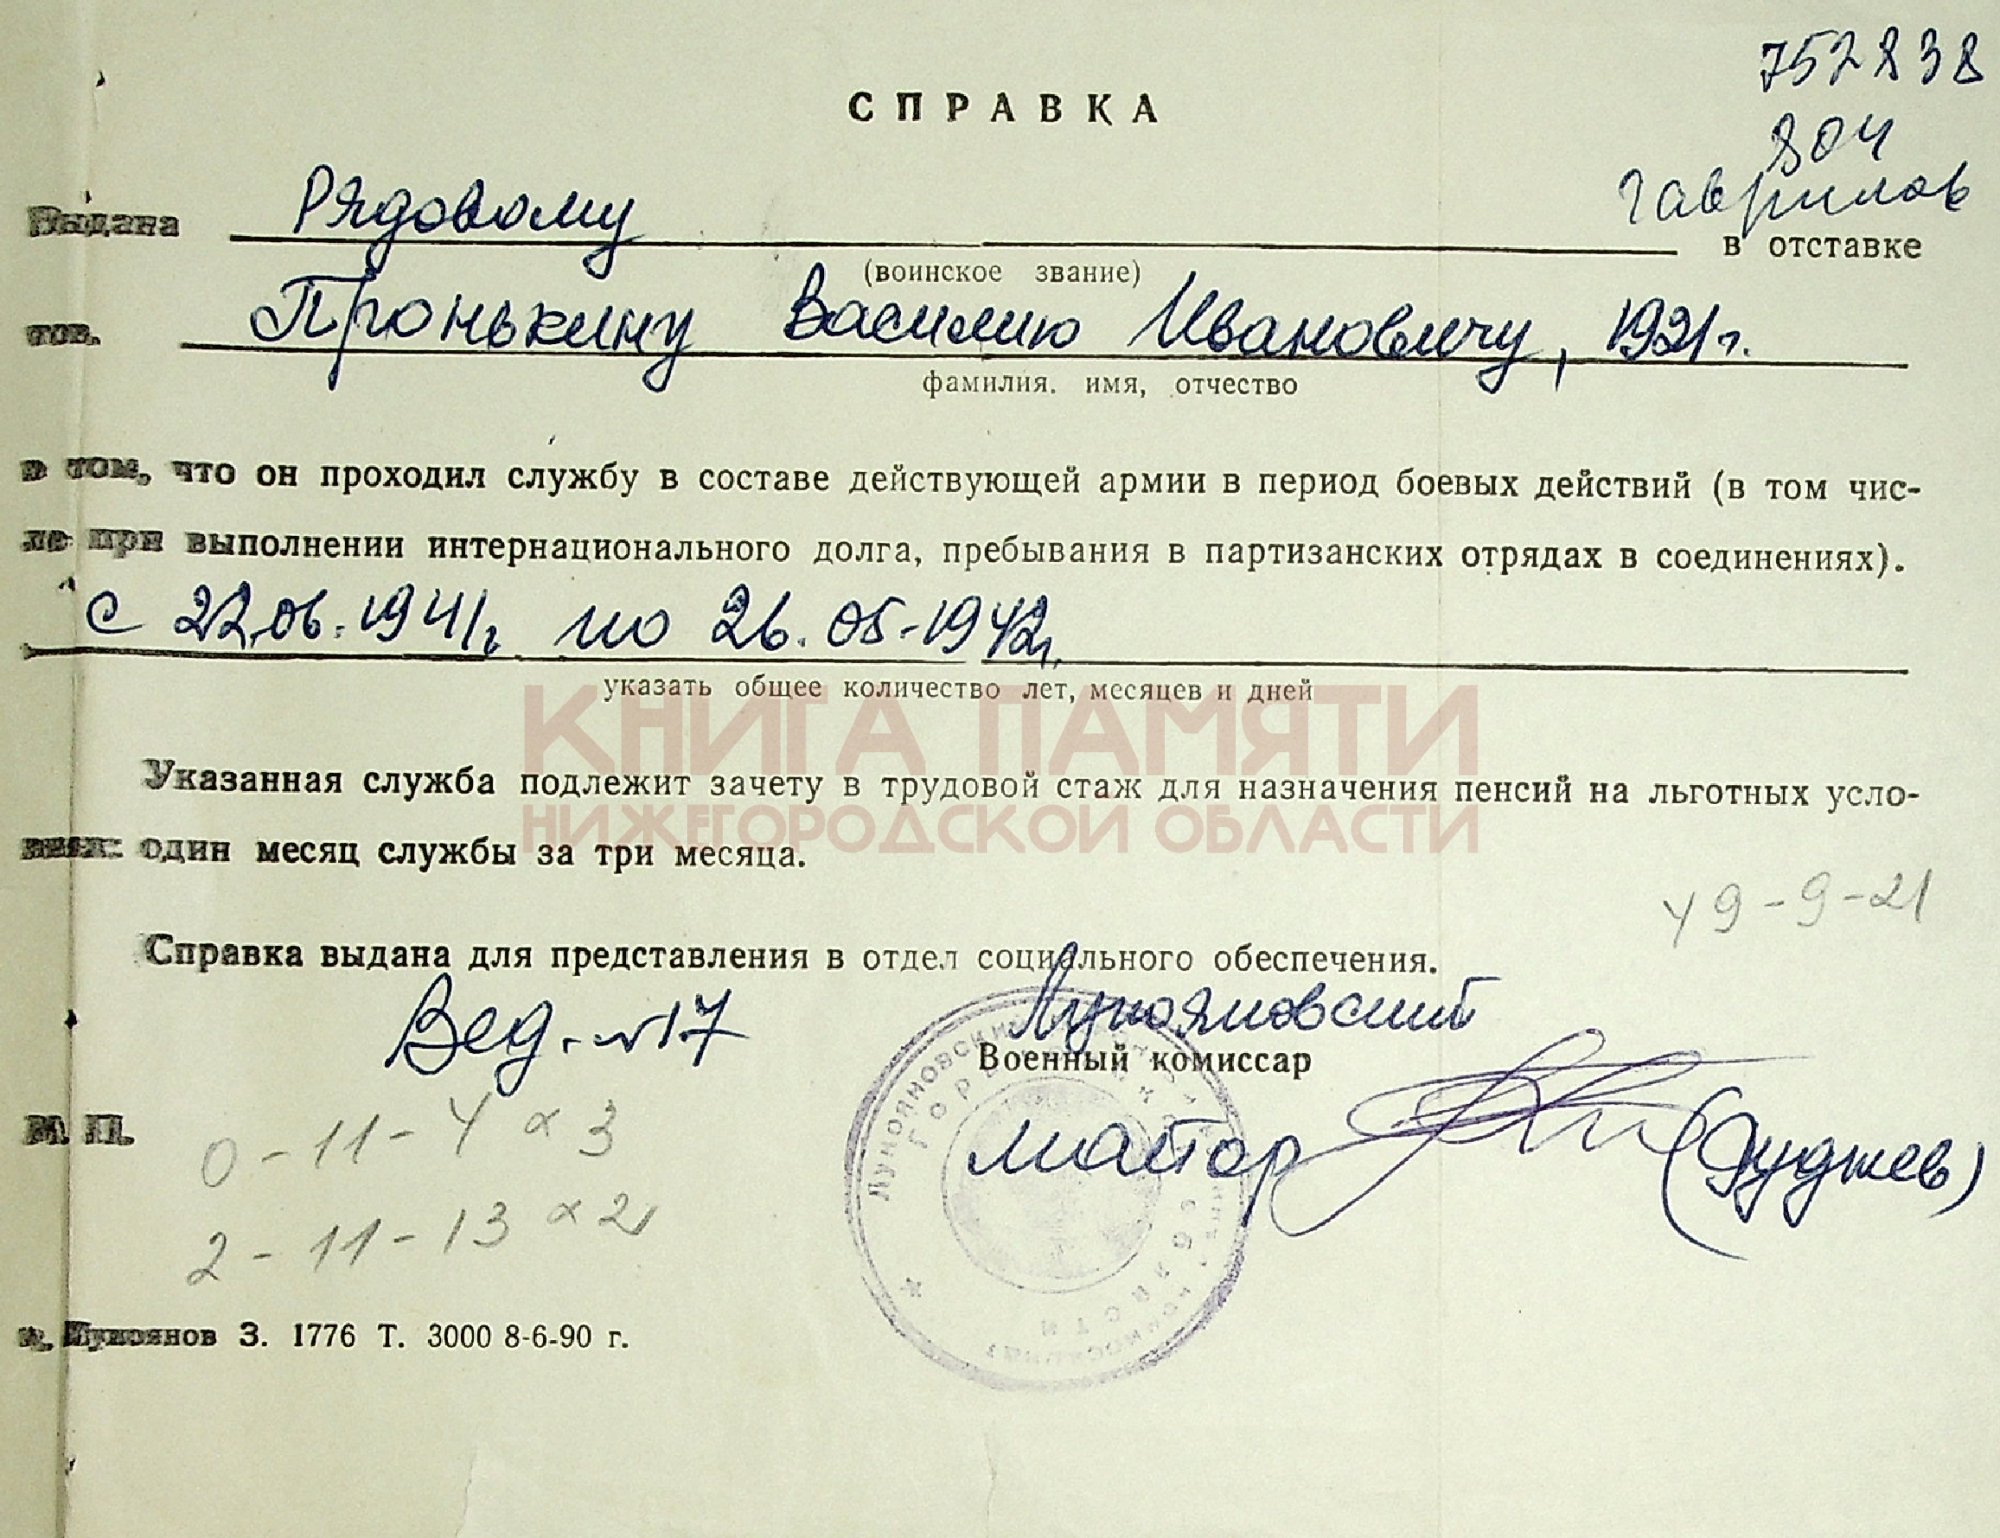 752838
804
Гаврилов
СПРАВКА
Выдана Рядовому в отставке
(воинское звание)
тов. Пронькину Василию Ивановичу, 1921 г.
фамилия. имя, отчество
в том, что он проходил службу в составе действующей армии в период боевых действий (в том чис-
ле при выполнении интернационального долга, пребывания в партизанских отрядах в соединениях).
с 22.06.1941г. по 26.05-1942г.
указать общее количество лет, месяцев и дней
КНИГА ПАМЯТИ
НИЖЕГОРОДСКОЙ ОБЛАСТИ
Указанная служба подлежит зачету в трудовой стаж для назначения пенсий на льготных усло-
виях: один месяц службы за три месяца.
49-9-21
Справка выдана для представления в отдел социального обеспечения.
Вед. №17
Лукояновский
Военный комиссар
майор
М. П.
0-11-4 х 3
2-11-13 х 2
г. Лукоянов З. 1776 Т. 3000 8-6-90 г.